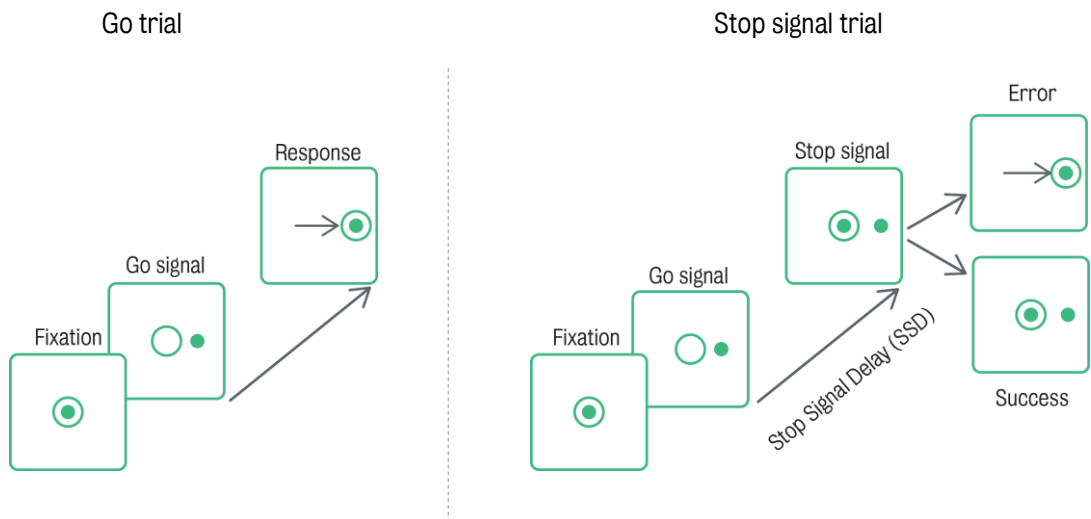 Go trial
Response
Go signal
Fixation
Stop signal trial
Error
Stop signal
Go signal
Fixation
Stop Signal Delay (SSD)
Success